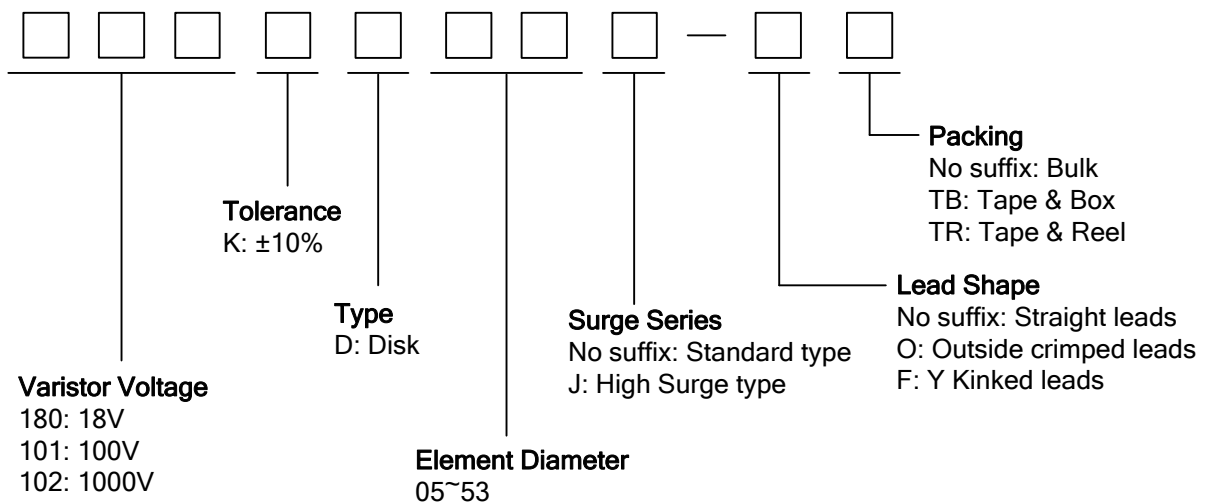 Packing
No suffix: Bulk
TB: Tape & Box
TR: Tape & Reel
Tolerance
K: ±10%
Lead Shape
No suffix: Straight leads
O: Outside crimped leads
F: Y Kinked leads
Type
D: Disk
Surge Series
No suffix: Standard type
J: High Surge type
Varistor Voltage
180: 18V
101: 100V
102: 1000V
Element Diameter
05~53